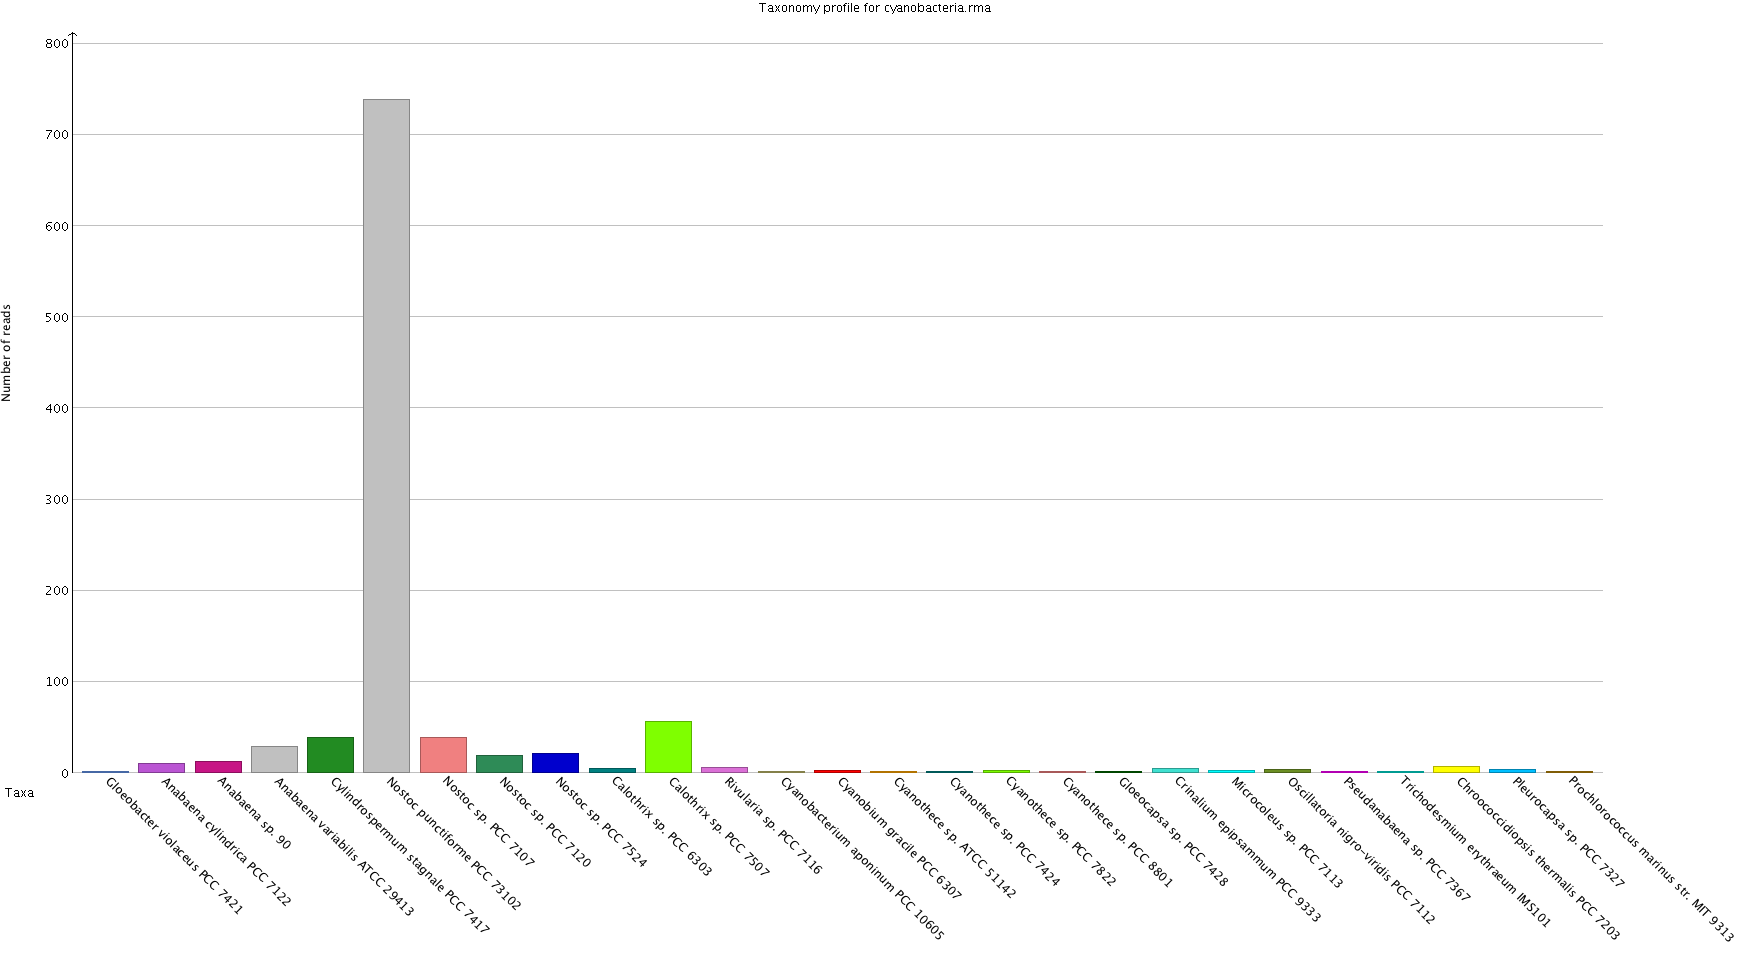 Taxonomy profile for cyanobacteria.rma
800
700
600
500
400
300
200
100
0
Number of reads
Taxa
Gloeobacter violaceus PCC 7421
Anabaena cylindrica PCC 7122
Anabaena sp. 90
Anabaena variabilis ATCC 29413
Cylindrospermum stagnale PCC 7417
Nostoc punctiforme PCC 73102
Nostoc sp. PCC 7107
Nostoc sp. PCC 7120
Nostoc sp. PCC 7524
Calothrix sp. PCC 6303
Calothrix sp. PCC 7507
Rivularia sp. PCC 7116
Cyanobacterium aponinum PCC 10605
Cyanobium gracile PCC 6307
Cyanothece sp. ATCC 51142
Cyanothece sp. PCC 7424
Cyanothece sp. PCC 7822
Cyanothece sp. PCC 8801
Gloeocapsa sp. PCC 7428
Crinalium epipsammum PCC 9333
Microcoleus sp. PCC 7113
Oscillatoria nigro-viridis PCC 7112
Pseudanabaena sp. PCC 7367
Trichodesmium erythraeum IMS101
Chroococcidiopsis thermalis PCC 7203
Pleurocapsa sp. PCC 7327
Prochlorococcus marinus str. MIT 9313